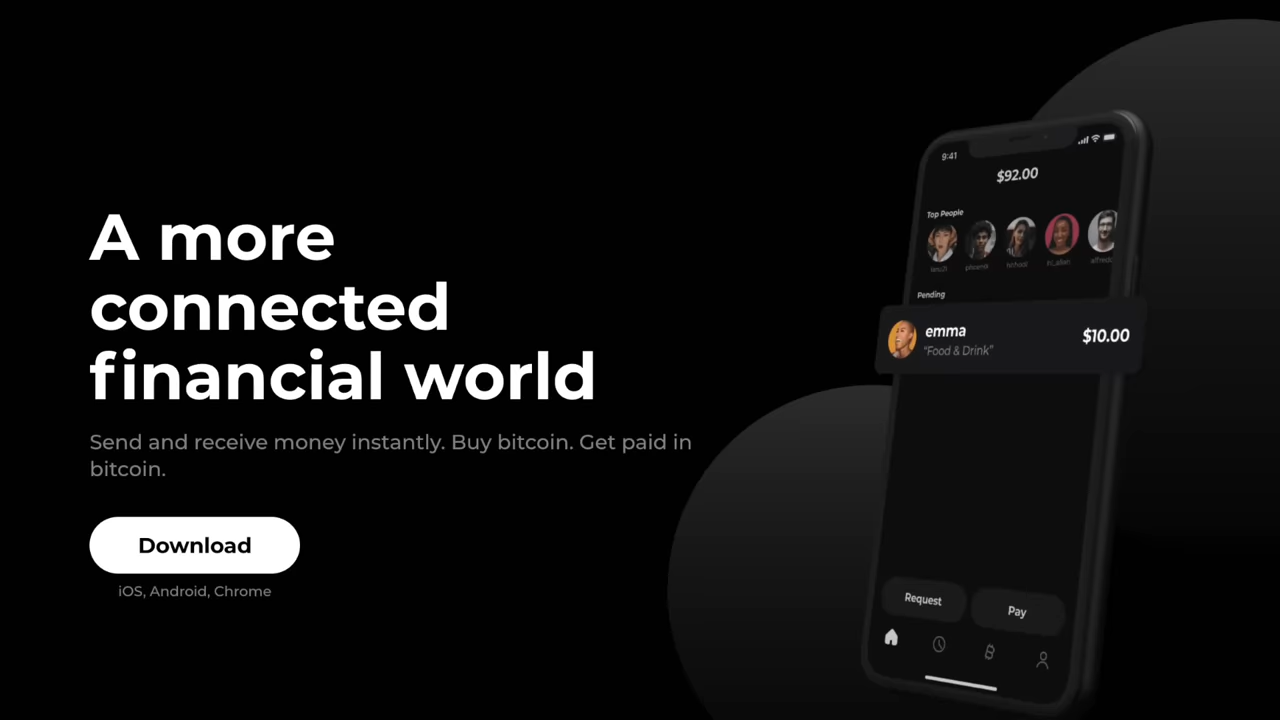 A more
connected
financial world
Send and receive money instantly. Buy bitcoin. Get paid in
bitcoin.
Download
iOS, Android, Chrome
9:41
$92.00
Top People
Pending
emma
$10.00
"Food & Drink"
Request
Pay